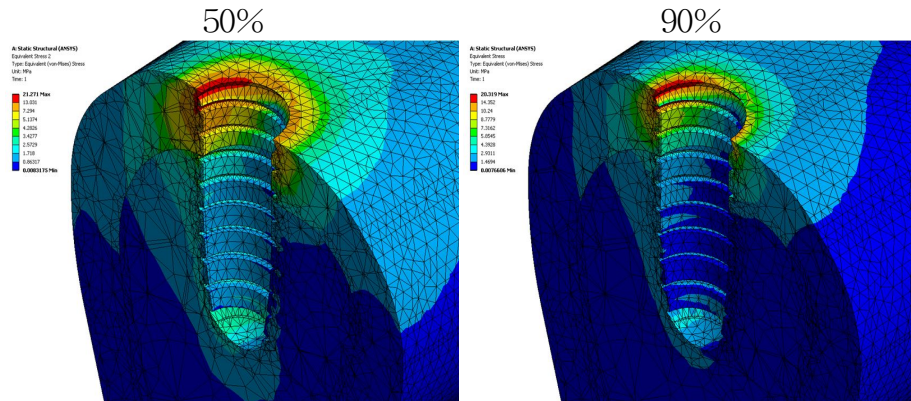 50%
90%
A: Static Structural (ANSYS)
Equivalent Stress 2
Type: Equivalent (von-Mises) Stress
Unit: MPa
Time: 1
21.271 Max
13.031
7.294
5.1374
4.2826
3.4277
2.5729
1.718
0.86317
0.0083175 Min
A: Static Structural (ANSYS)
Equivalent Stress
Type: Equivalent (von-Mises) Stress
Unit: MPa
Time: 1
20.319 Max
14.352
10.24
8.7779
7.3162
5.8545
4.3928
2.9311
1.4694
0.0076606 Min